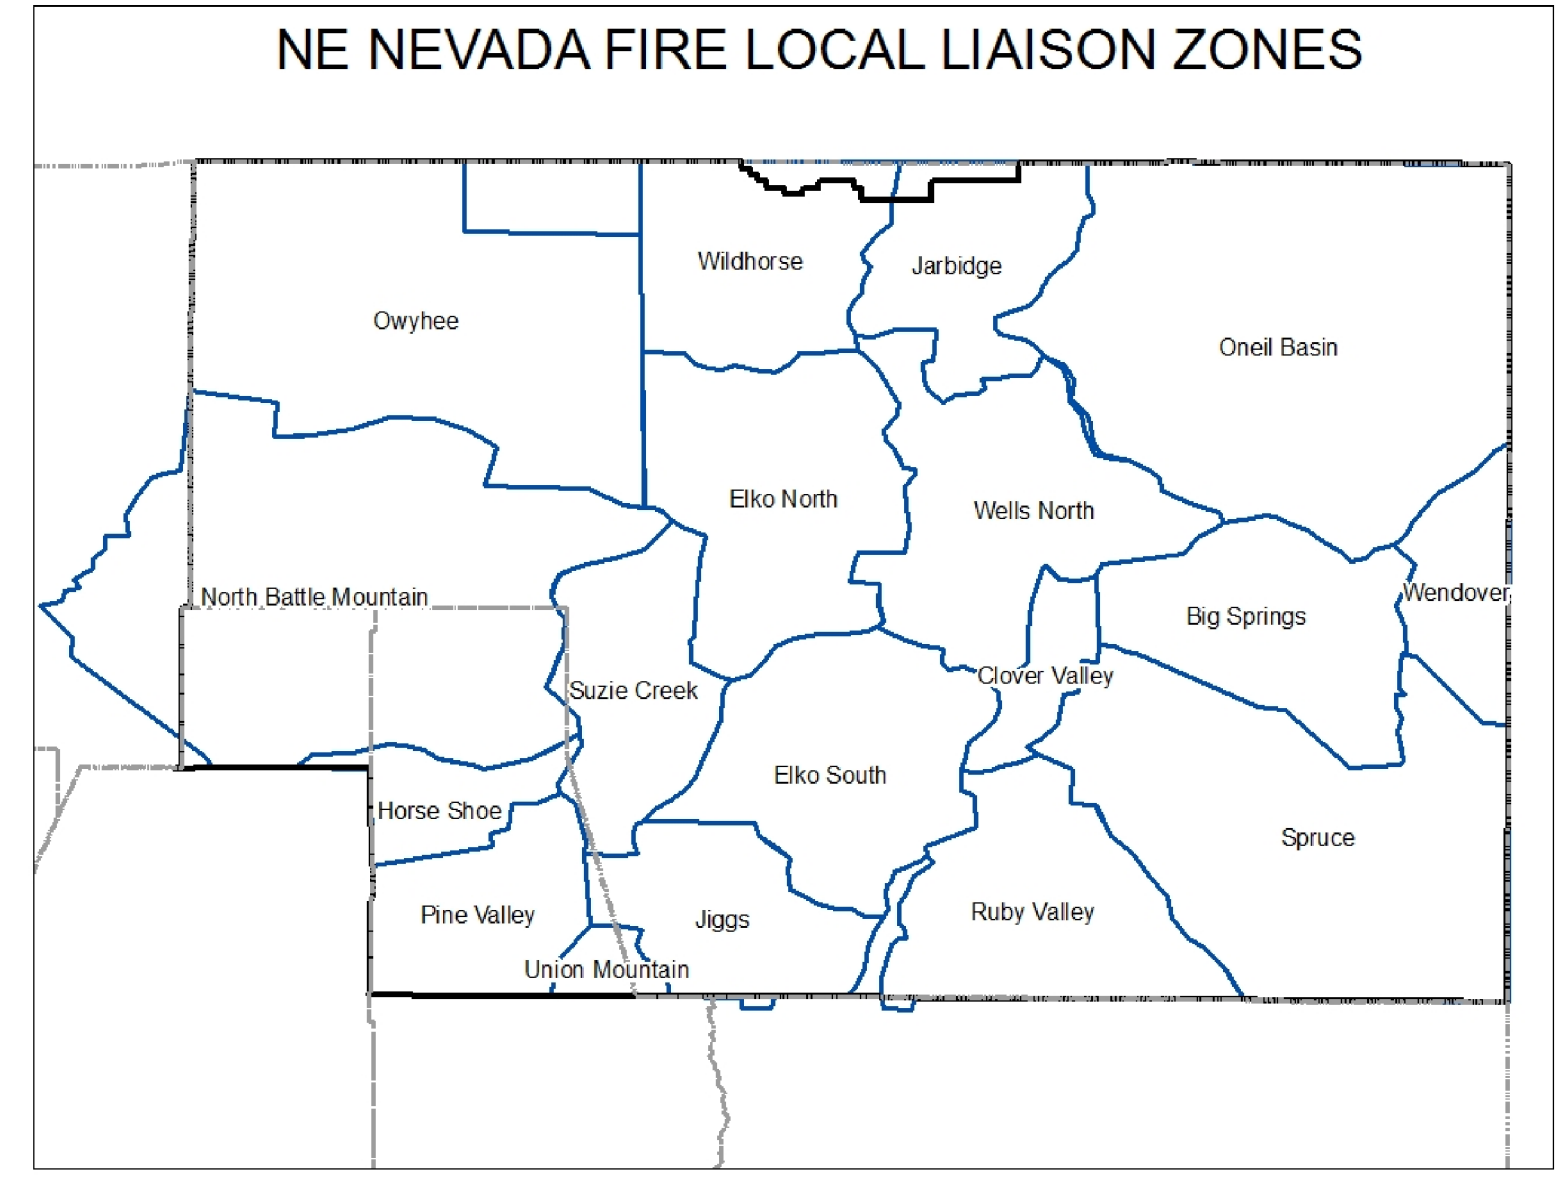 NE NEVADA FIRE LOCAL LIAISON ZONES
Wildhorse
Jarbidge
Owyhee
Oneil Basin
Elko North
Wells North
North Battle Mountain
Wendover
Big Springs
Clover Valley
Suzie Creek
Elko South
Horse Shoe
Spruce
Pine Valley
Jiggs
Ruby Valley
Union Mountain